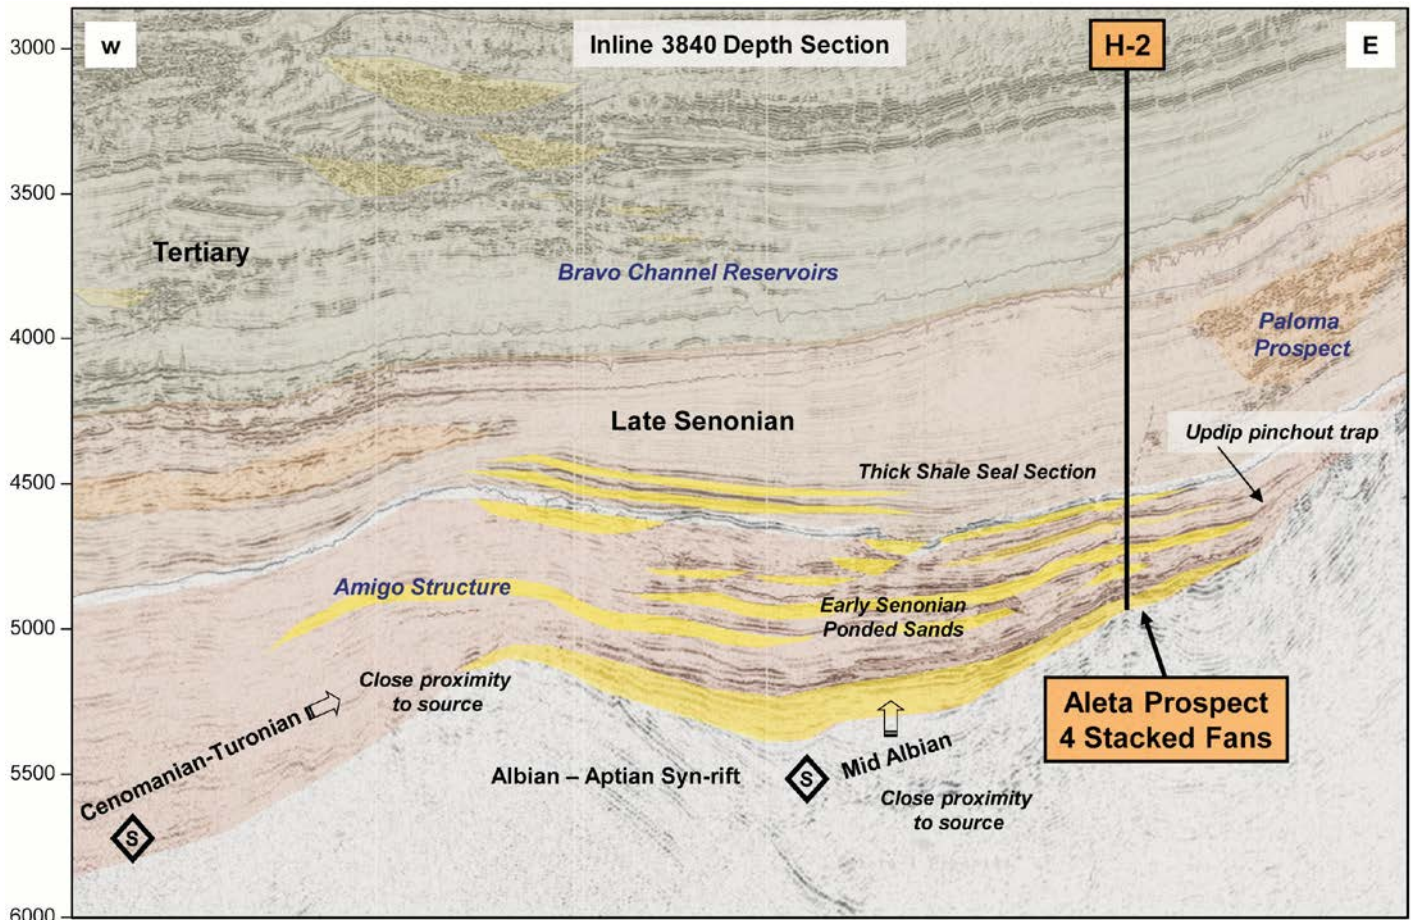 W
Inline 3840 Depth Section
H-2
E
3000
3500
Tertiary
Bravo Channel Reservoirs
4000
Paloma
Prospect
Late Senonian
Updip pinchout trap
Thick Shale Seal Section
4500
Amigo Structure
Early Senonian
Ponded Sands
5000
Close proximity
to source
Aleta Prospect
4 Stacked Fans
Cenomanian-Turonian
Mid Albian
Albian – Aptian Syn-rift
S
5500
Close proximity
to source
S
6000